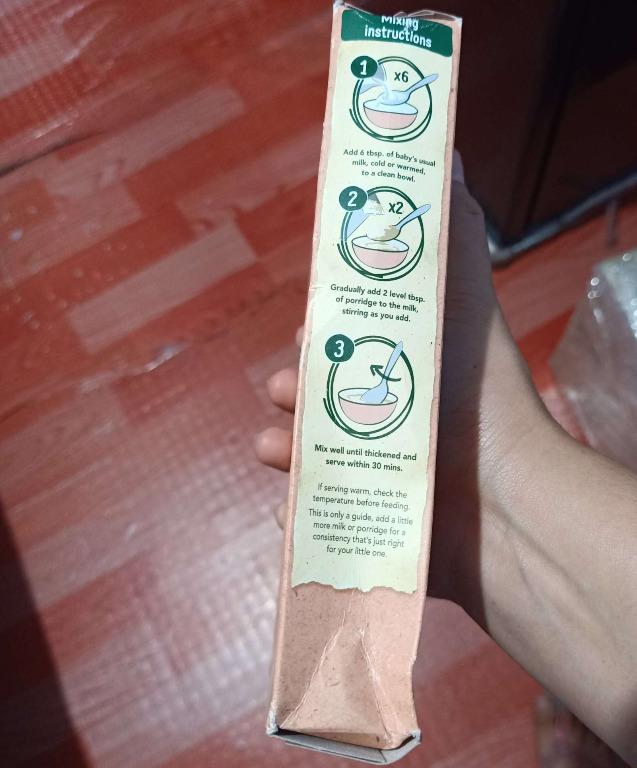 Mixing
instructions
1
x6
Add 6 tbsp. of baby's usual
milk, cold or warmed,
to a clean bowl.
2
x2
Gradually add 2 level tbsp.
of porridge to the milk,
stirring as you add.
3
Mix well until thickened and
serve within 30 mins.
If serving warm, check the
temperature before feeding.
This is only a guide, add a little
more milk or porridge for a
consistency that's just right
for your little one.